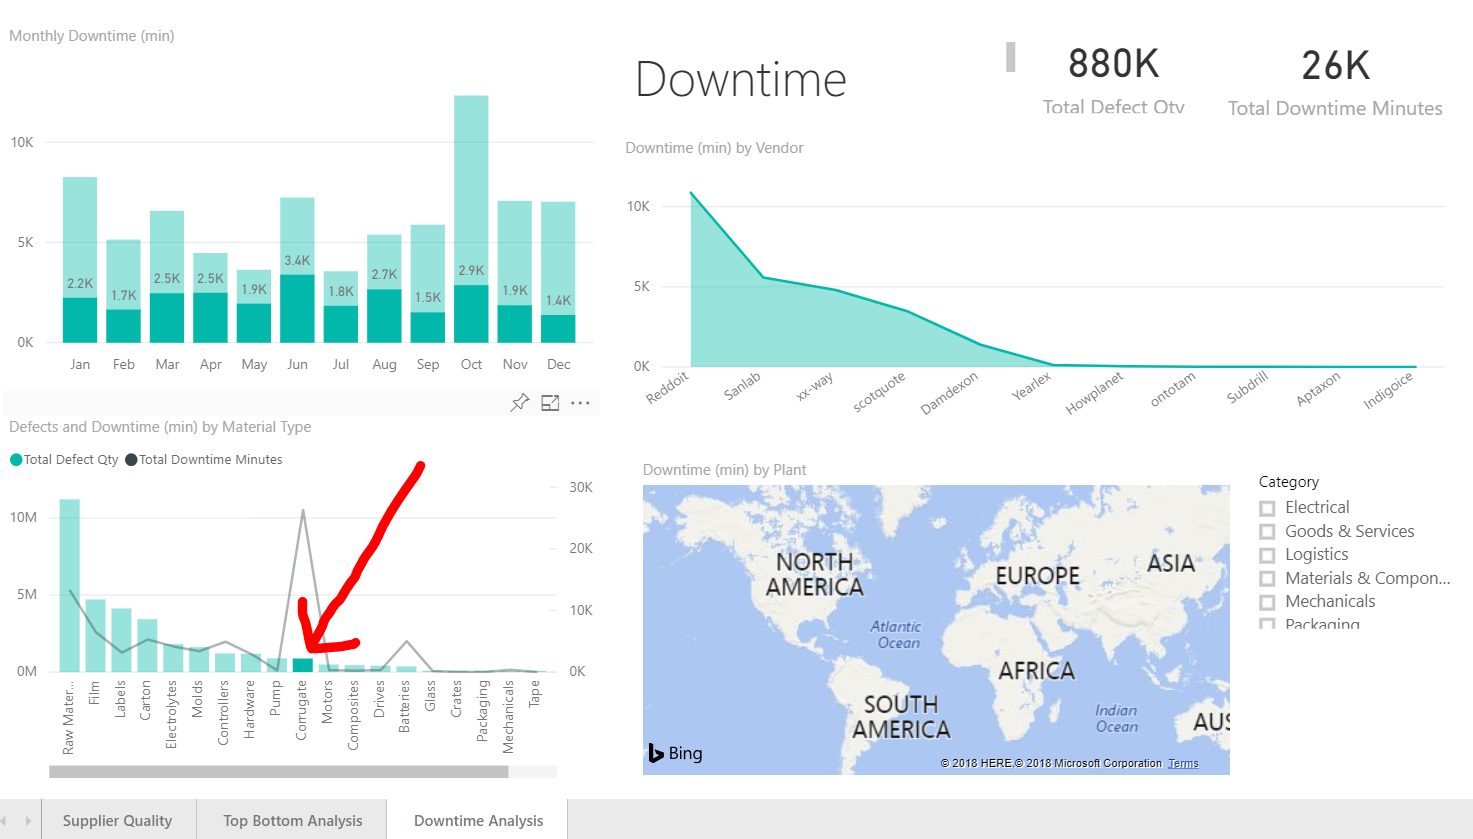 Monthly Downtime (min)
10K
5K
0K
2.2K
1.7K
2.5K
2.5K
1.9K
3.4K
1.8K
2.7K
1.5K
2.9K
1.9K
1.4K
Jan Feb Mar Apr May Jun Jul Aug Sep Oct Nov Dec
Downtime
880K
Total Defect Qty
26K
Total Downtime Minutes
Downtime (min) by Vendor
10K
5K
0K
Reddoit
Sanlab
xx-way
scotquote
Damdexon
Yearlex
Howplanet
ontotam
Subdrill
Aptaxon
Indigoice
Defects and Downtime (min) by Material Type
Total Defect Qty Total Downtime Minutes
10M
5M
0M
30K
20K
10K
0K
Raw Mater...
Film
Labels
Carton
Electrolytes
Molds
Controllers
Hardware
Pump
Corrugate
Motors
Composites
Drives
Batteries
Glass
Crates
Packaging
Mechanicals
Tape
Downtime (min) by Plant
NORTH
AMERICA
EUROPE
ASIA
Atlantic
Ocean
AFRICA
SOUTH
AMERICA
Indian
Ocean
AUS
Bing
© 2018 HERE,© 2018 Microsoft Corporation Terms
Category
Electrical
Goods & Services
Logistics
Materials & Compon...
Mechanicals
Packaging
Supplier Quality
Top Bottom Analysis
Downtime Analysis